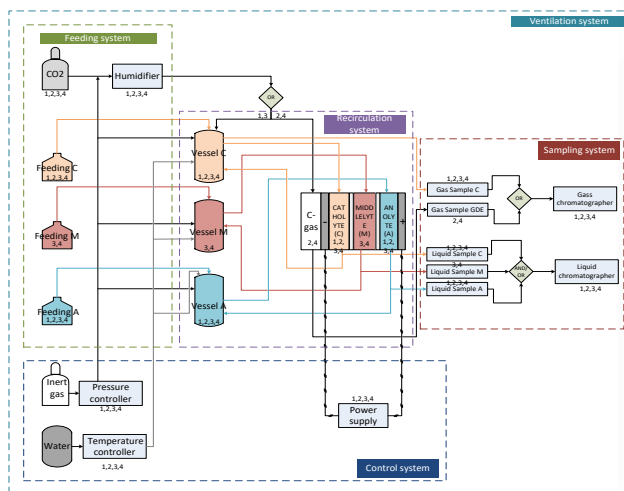 Ventilation system
Feeding system
CO2
1,2,3,4
Humidifier
1,2,3,4
OR
1,3
2,4
Recirculation
system
Sampling system
Feeding C
1,2,3,4
Vessel C
1,2,3,4
Feeding M
3,4
Vessel M
3,4
Feeding A
1,2,3,4
Vessel A
1,2,3,4
C-
gas
2,4
-
CAT
HOLYTE
(C)
1,2,
3,4
MIDD
LELYT
E
(M)
3,4
AN
OLYTE
(A)
1,2,
3,4
+
1,2,3,4
Gas Sample C
Gas Sample GDE
2,4
OR
Gass
chromatographer
1,2,3,4
1,2,3,4
Liquid Sample C
3,4
Liquid Sample M
1,2,3,4
Liquid Sample A
AND/
OR
Liquid
chromatographer
1,2,3,4
Inert
gas
Pressure
controller
1,2,3,4
Water
Temperature
controller
1,2,3,4
1,2,3,4
Power
supply
Control system